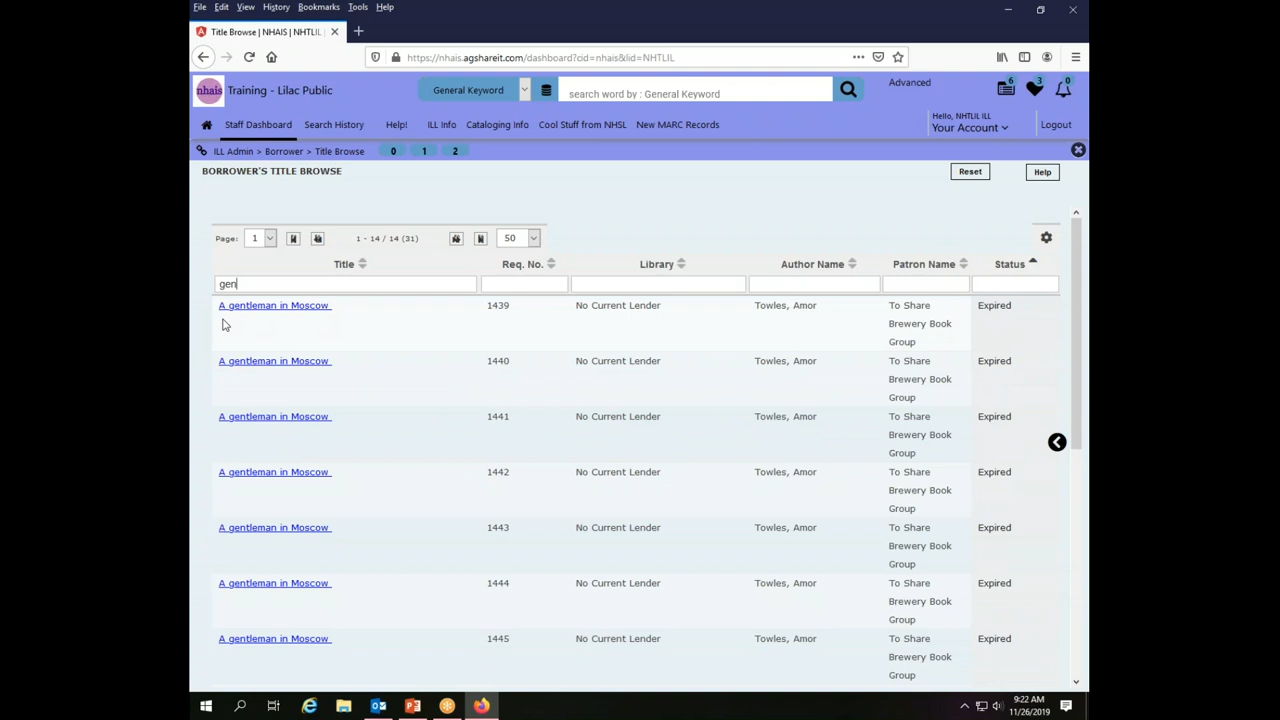 File Edit View History Bookmarks Tools Help
Title Browse | NHAIS | NHTLIL |
https://nhais.agshareit.com/dashboard?cid=nhais&lid=NHTLIL
nhais Training - Lilac Public General Keyword search word by : General Keyword Advanced 6 3 0
Hello, NHTLIL ILL
Staff Dashboard Search History Help! ILL Info Cataloging Info Cool Stuff from NHSL New MARC Records Your Account Logout
ILL Admin > Borrower > Title Browse 0 1 2
BORROWER'S TITLE BROWSE Reset Help
Page: 1 1 - 14 / 14 (31) 50
Title Req. No. Library Author Name Patron Name Status
gen
A gentleman in Moscow 1439 No Current Lender Towles, Amor To Share Expired
Brewery Book
Group
A gentleman in Moscow 1440 No Current Lender Towles, Amor To Share Expired
Brewery Book
Group
A gentleman in Moscow 1441 No Current Lender Towles, Amor To Share Expired
Brewery Book
Group
A gentleman in Moscow 1442 No Current Lender Towles, Amor To Share Expired
Brewery Book
Group
A gentleman in Moscow 1443 No Current Lender Towles, Amor To Share Expired
Brewery Book
Group
A gentleman in Moscow 1444 No Current Lender Towles, Amor To Share Expired
Brewery Book
Group
A gentleman in Moscow 1445 No Current Lender Towles, Amor To Share Expired
Brewery Book
Group
9:22 AM
11/26/2019